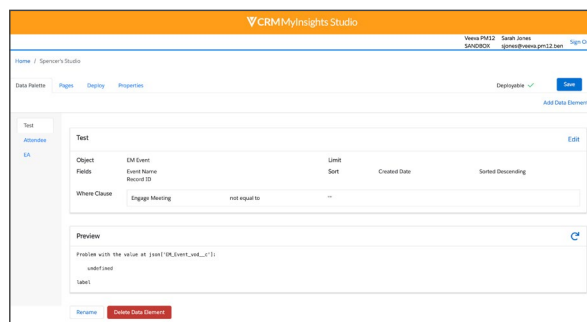 CRM MyInsights Studio
Veeva PM12 Sarah Jones
SANDBOX sjones@veeva.pm12.ben
Home / Spencer's Studio
Data Palette Pages Deploy Properties Deployable Save
Add Data Element
Test
Attendee
EA
Test Edit
Object EM Event Limit
Fields Event Name Sort Created Date Sorted Descending
Record ID
Where Clause Engage Meeting not equal to --
Preview
Problem with the value at json['EM_Event_vod__c'];
undefined
label
Rename Delete Data Element